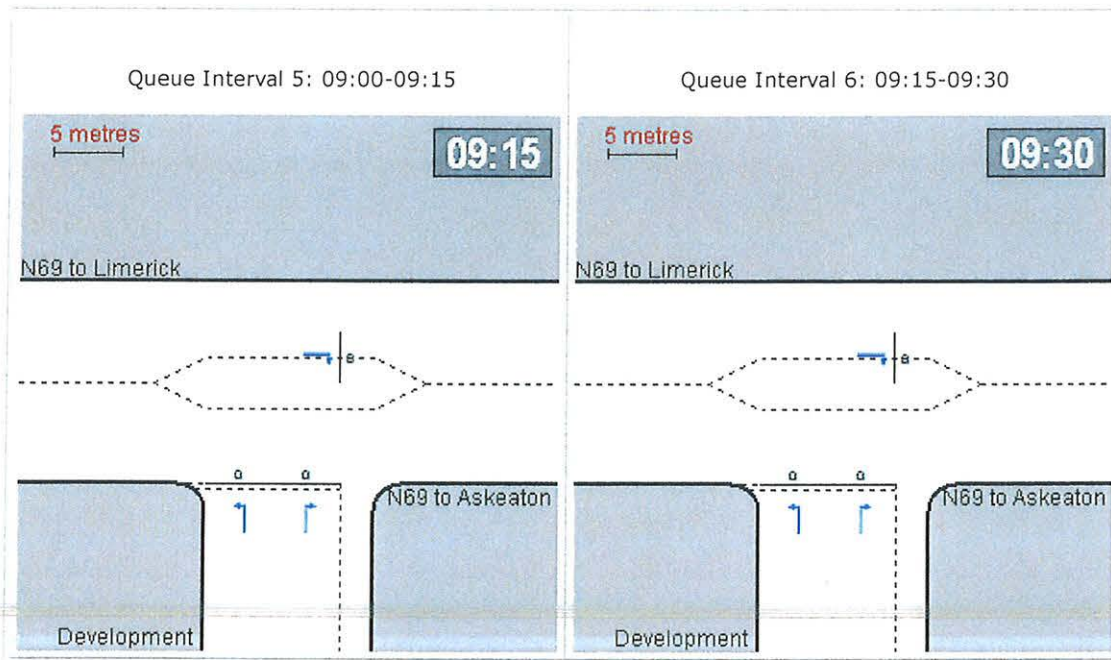 Queue Interval 5: 09:00-09:15
5 metres
09:15
N69 to Limerick
N69 to Askeaton
Development
Queue Interval 6: 09:15-09:30
5 metres
09:30
N69 to Limerick
N69 to Askeaton
Development